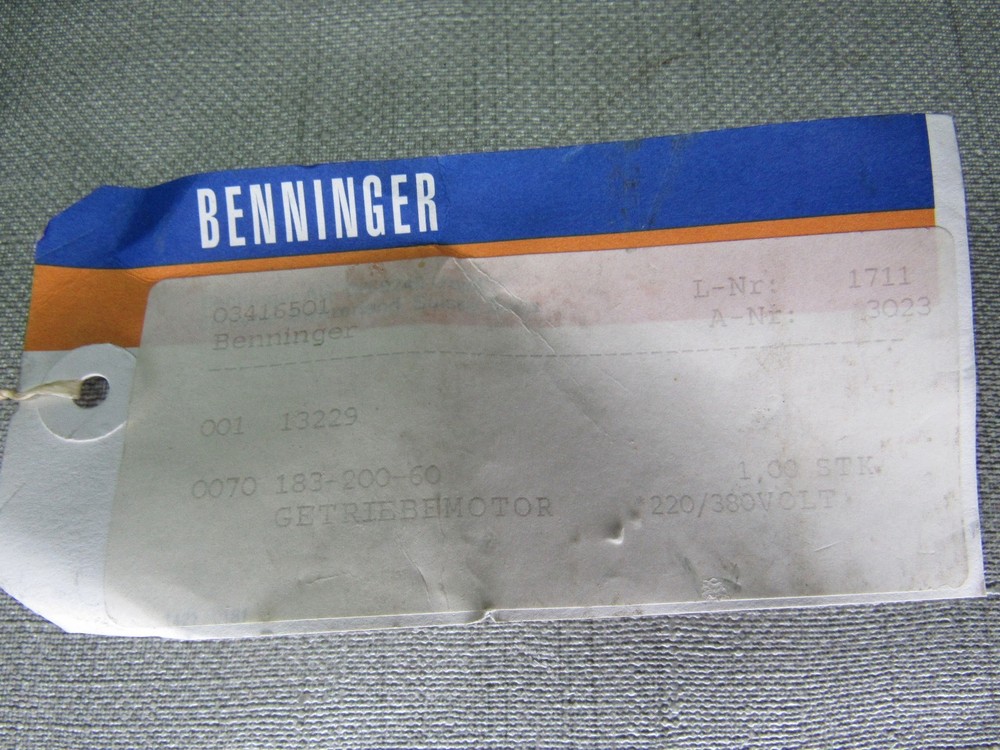 BENNINGER
03416501 L-Nr: 1711
Benninger A-Nr: 3023
001 13229
0070 183-200-60 1,00 STK
GETRIEBEMOTOR 220/380VOLT